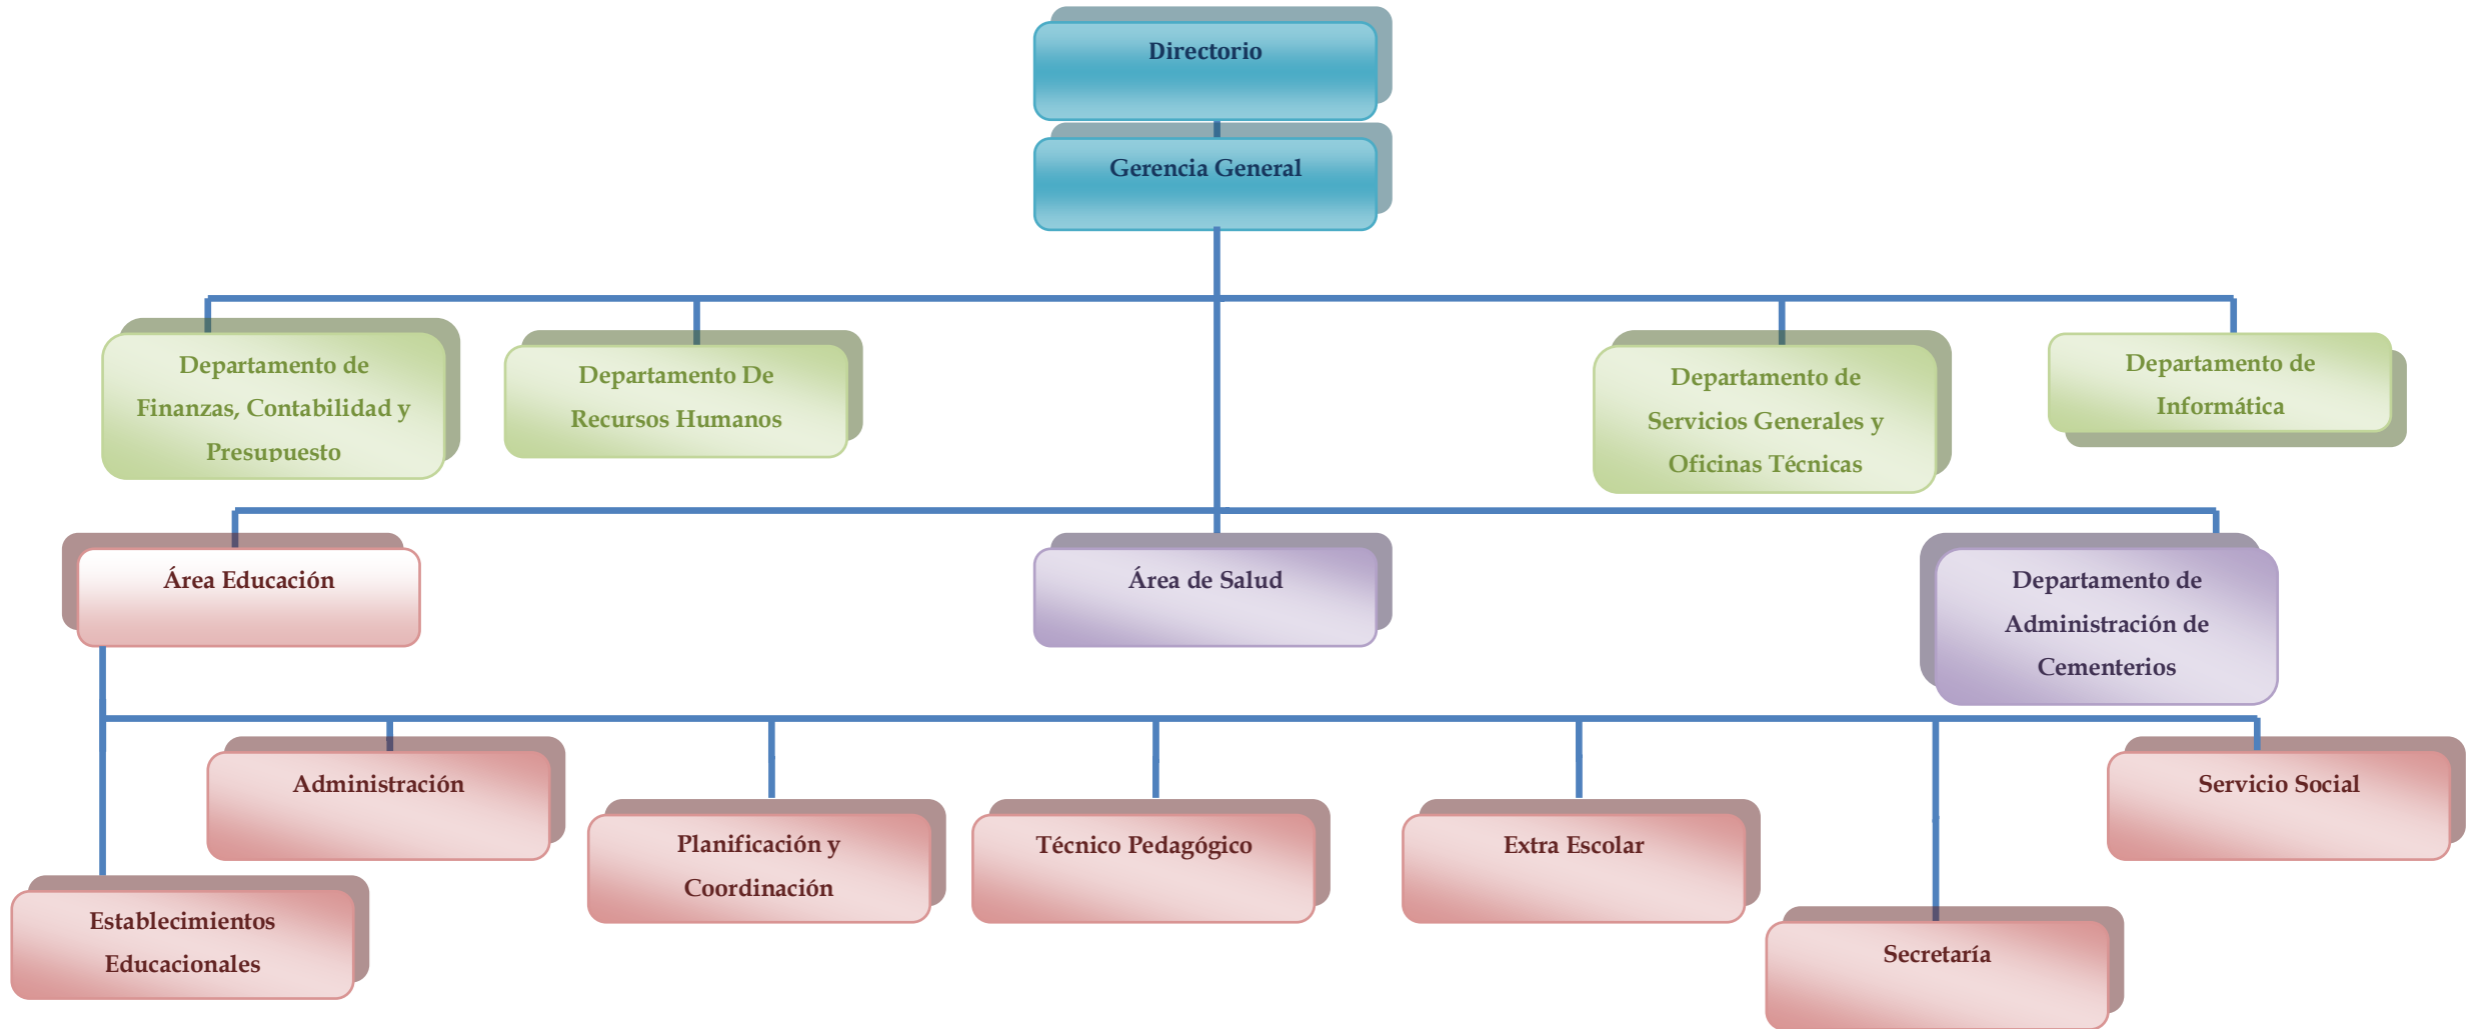 Directorio
Gerencia General
Departamento de
Finanzas, Contabilidad y
Presupuesto
Departamento De
Recursos Humanos
Departamento de
Servicios Generales y
Oficinas Técnicas
Departamento de
Informática
Área Educación
Área de Salud
Departamento de
Administración de
Cementerios
Administración
Planificación y
Coordinación
Técnico Pedagógico
Extra Escolar
Servicio Social
Establecimientos
Educacionales
Secretaría